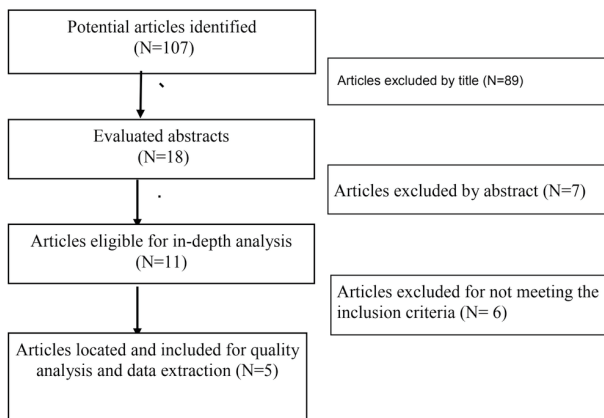 Potential articles identified
(N=107)
Articles excluded by title (N=89)
Evaluated abstracts
(N=18)
Articles excluded by abstract (N=7)
Articles eligible for in-depth analysis
(N=11)
Articles excluded for not meeting the
inclusion criteria (N= 6)
Articles located and included for quality
analysis and data extraction (N=5)